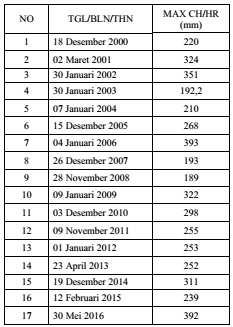 NO TGL/BLN/THN MAX CH/HR
(mm)
1 18 Desember 2000 220
2 02 Maret 2001 324
3 30 Januari 2002 351
4 30 Januari 2003 192,2
5 07 Januari 2004 210
6 15 Desember 2005 268
7 04 Januari 2006 393
8 26 Desember 2007 193
9 28 November 2008 189
10 09 Januari 2009 322
11 03 Desember 2010 298
12 09 November 2011 255
13 01 Januari 2012 253
14 23 April 2013 252
15 19 Desember 2014 311
16 12 Februari 2015 239
17 30 Mei 2016 392